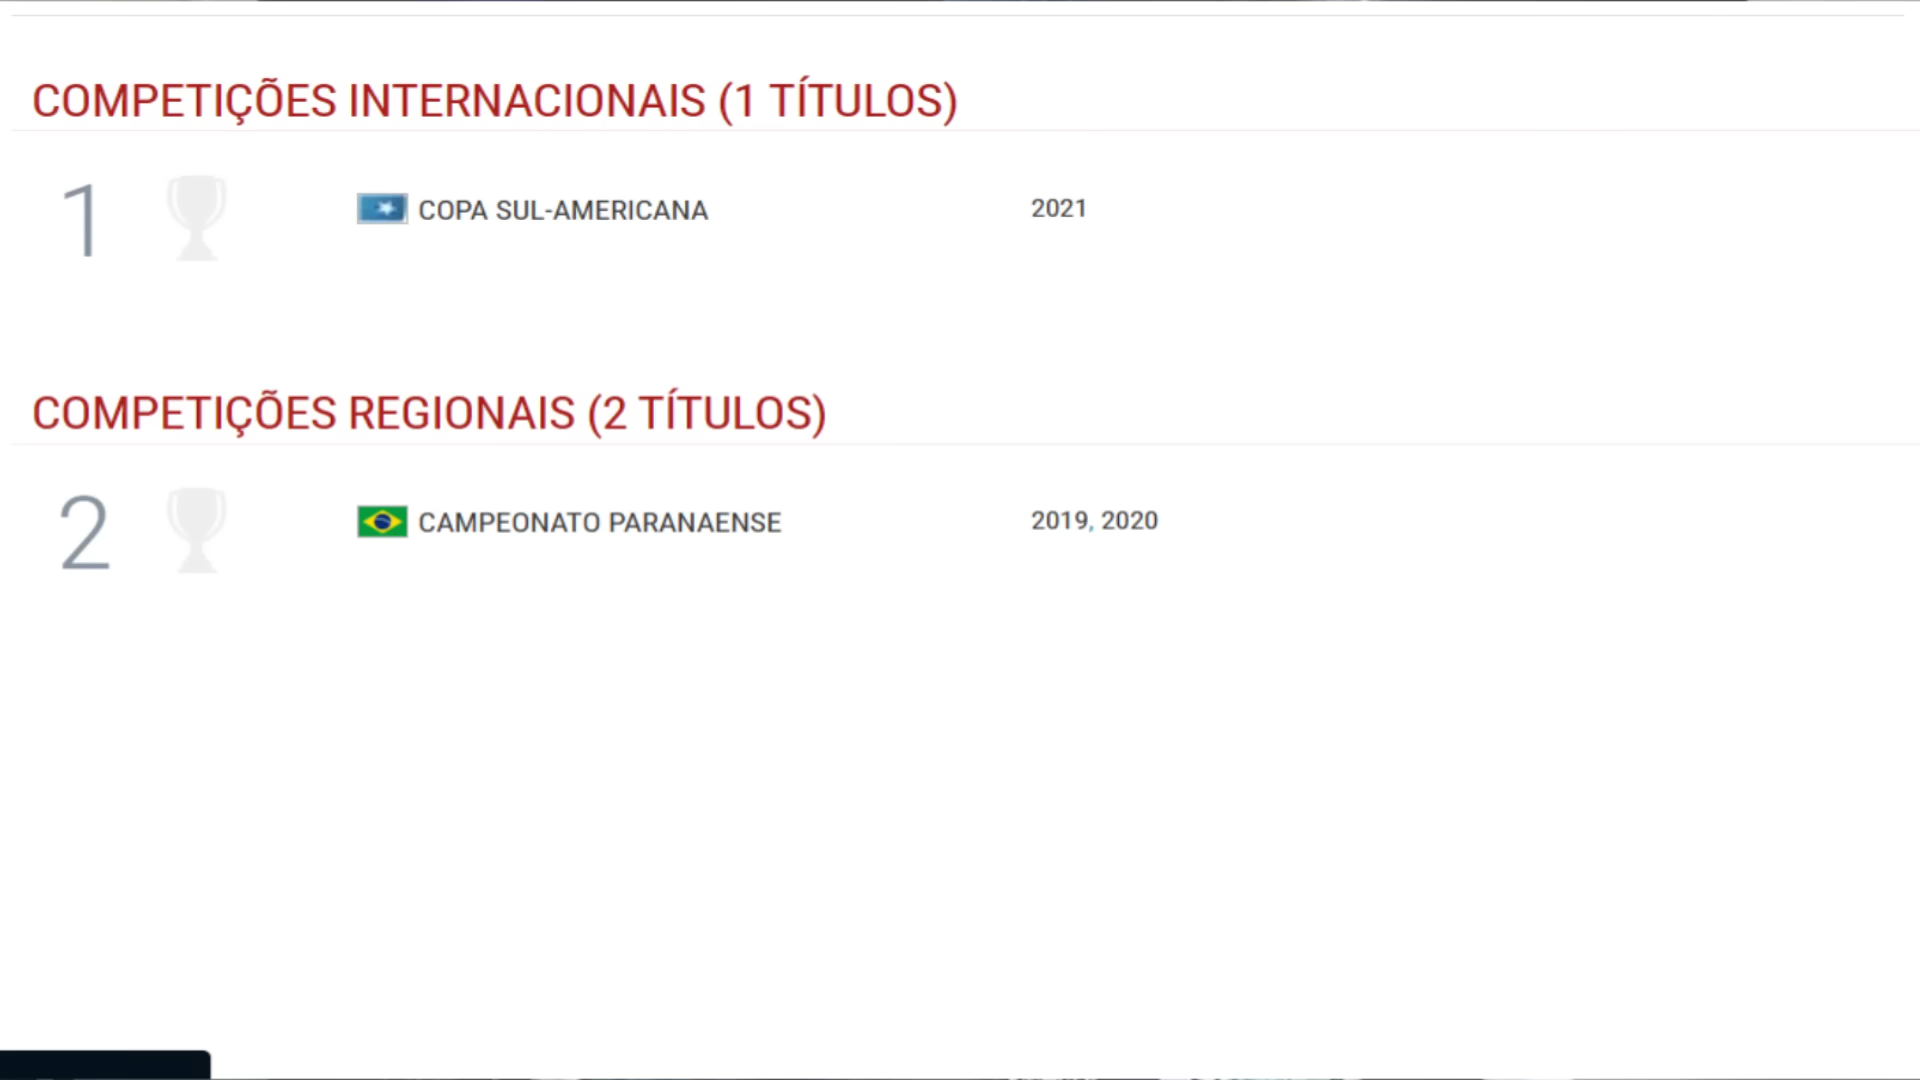 COMPETIÇÕES INTERNACIONAIS (1 TÍTULOS)
1 COPA SUL-AMERICANA 2021
COMPETIÇÕES REGIONAIS (2 TÍTULOS)
2 CAMPEONATO PARANAENSE 2019, 2020